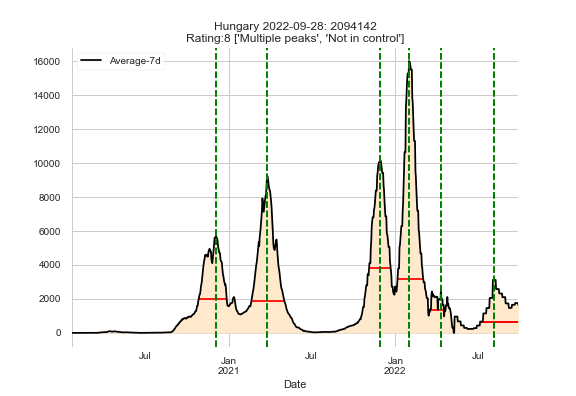 Hungary 2022-09-28: 2094142
Rating:8 ['Multiple peaks', 'Not in control']
Average-7d
16000
14000
12000
10000
8000
6000
4000
2000
0
Jul
Jan
2021
Jul
Jan
2022
Jul
Date